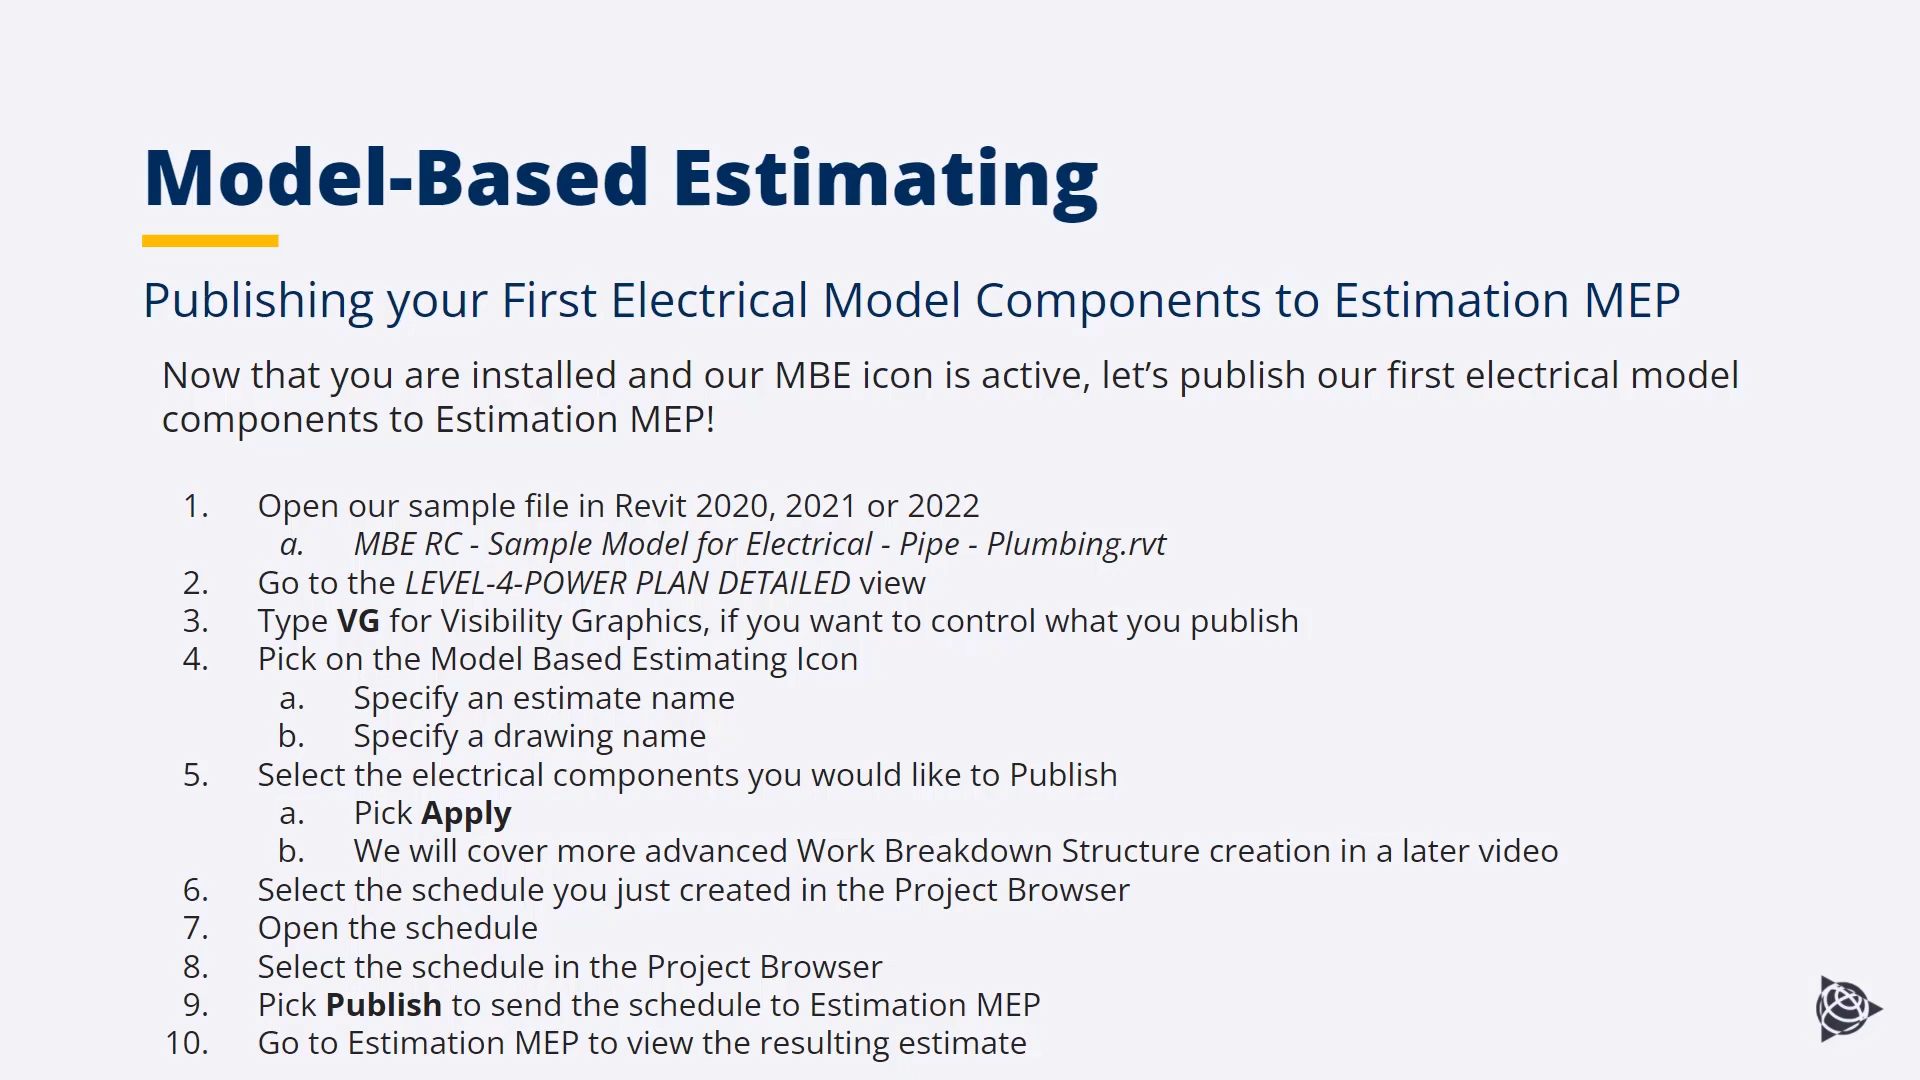 Model-Based Estimating
Publishing your First Electrical Model Components to Estimation MEP
Now that you are installed and our MBE icon is active, let’s publish our first electrical model
components to Estimation MEP!
1. Open our sample file in Revit 2020, 2021 or 2022
a. MBE RC - Sample Model for Electrical - Pipe - Plumbing.rvt
2. Go to the LEVEL-4-POWER PLAN DETAILED view
3. Type VG for Visibility Graphics, if you want to control what you publish
4. Pick on the Model Based Estimating Icon
a. Specify an estimate name
b. Specify a drawing name
5. Select the electrical components you would like to Publish
a. Pick Apply
b. We will cover more advanced Work Breakdown Structure creation in a later video
6. Select the schedule you just created in the Project Browser
7. Open the schedule
8. Select the schedule in the Project Browser
9. Pick Publish to send the schedule to Estimation MEP
10. Go to Estimation MEP to view the resulting estimate